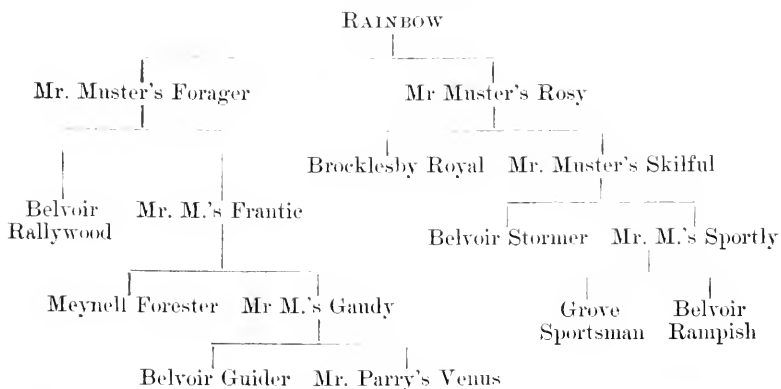 RAINBOW
Mr. Muster's Forager Mr Muster's Rosy
Brocklesby Royal Mr. Muster's Skilful
Belvoir
Rallywood
Mr. M.'s Frantic
Belvoir Stormer Mr. M.'s Sportly
Meynell Forester Mr M.'s Gaudy
Grove
Sportsman
Belvoir
Rampish
Belvoir Guider Mr. Parry's Venus